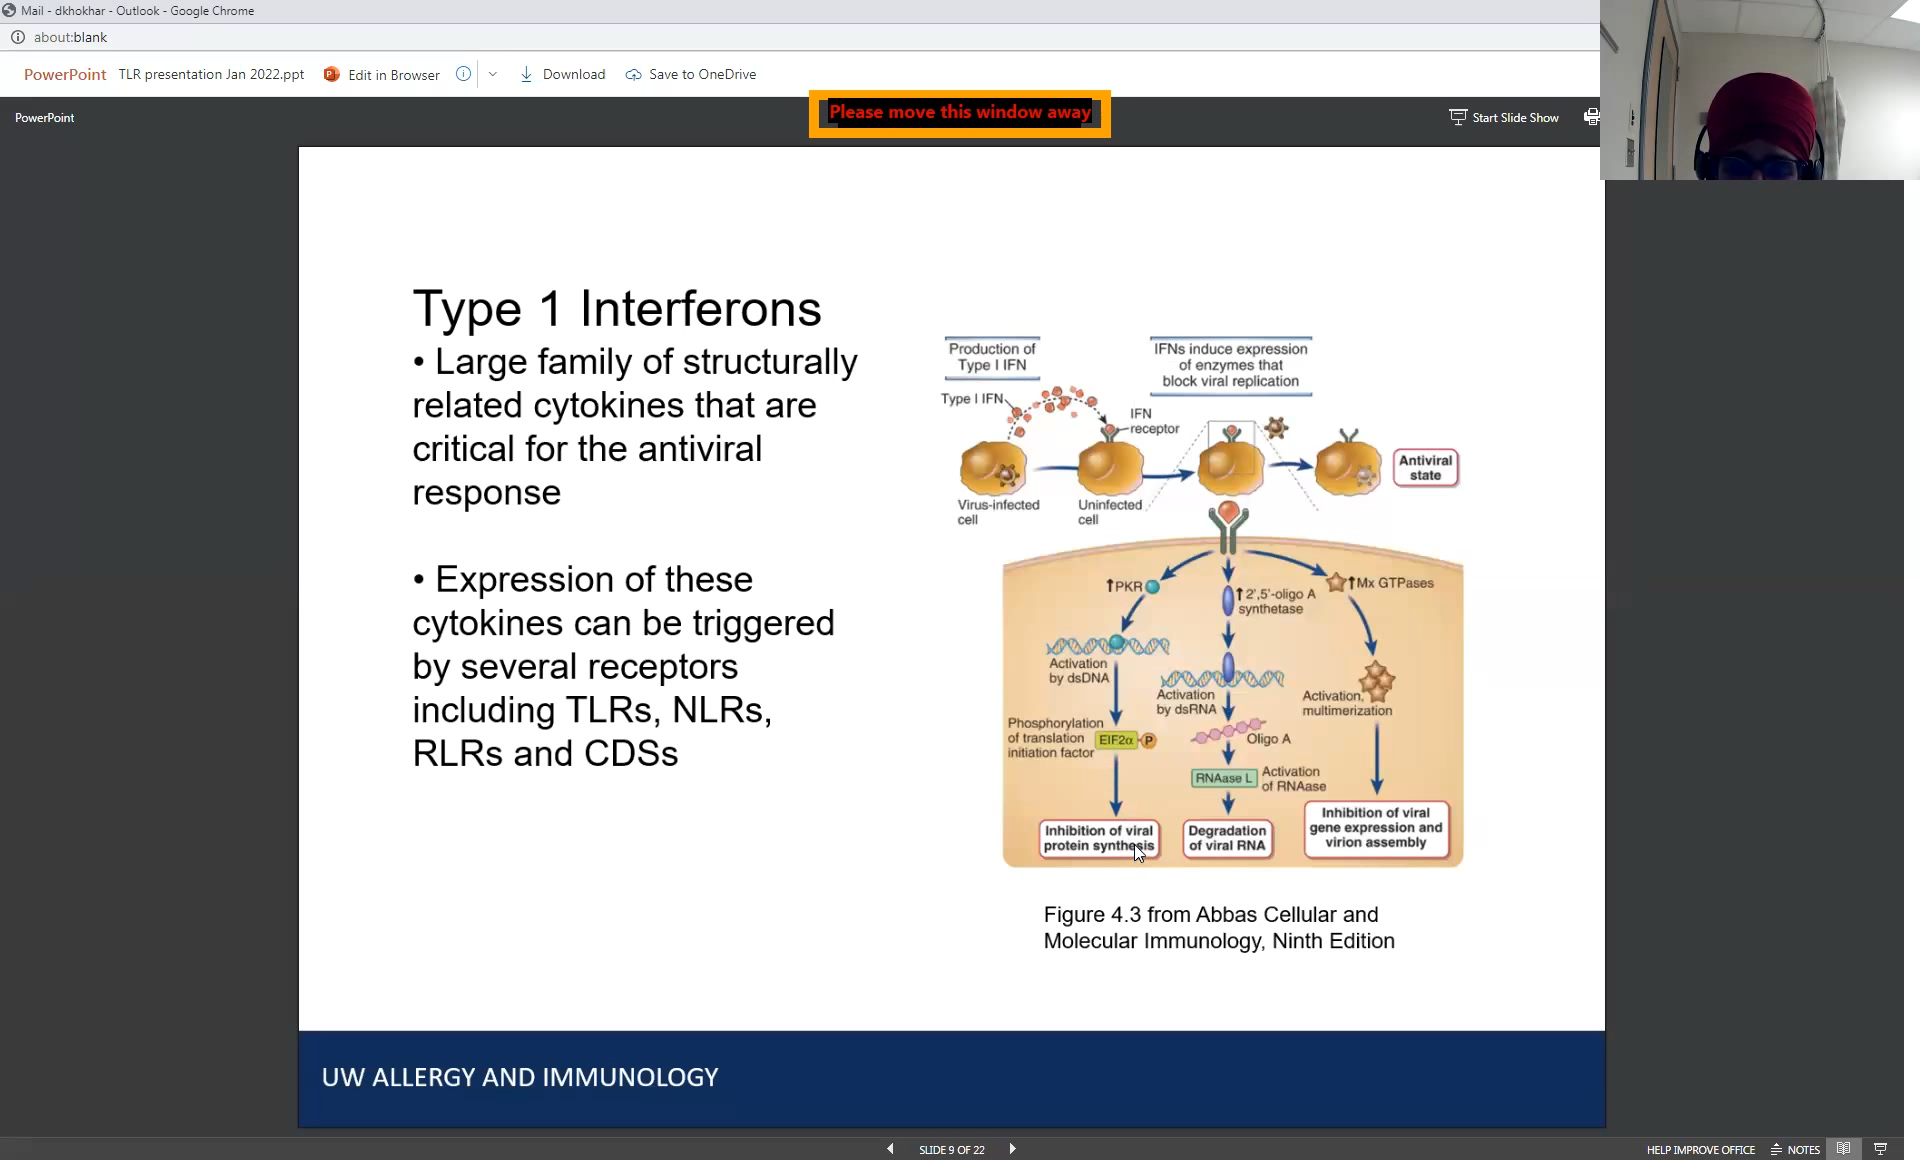 Mail - dkhokhar - Outlook - Google Chrome
about:blank
PowerPoint TLR presentation Jan 2022.ppt Edit in Browser Download Save to OneDrive
Please move this window away
PowerPoint Start Slide Show
Type 1 Interferons
• Large family of structurally
related cytokines that are
critical for the antiviral
response
• Expression of these
cytokines can be triggered
by several receptors
including TLRs, NLRs,
RLRs and CDSs
Production of
Type I IFN
IFNs induce expression
of enzymes that
block viral replication
Type I IFN
IFN
receptor
Antiviral
state
Virus-infected
cell
Uninfected
cell
↑PKR
↑2',5'-oligo A
synthetase
↑Mx GTPases
Activation
by dsDNA
Activation
by dsRNA
Activation,
multimerization
Phosphorylation
of translation
initiation factor
EIF2α P
Oligo A
RNAase L
Activation
of RNAase
Inhibition of viral
protein synthesis
Degradation
of viral RNA
Inhibition of viral
gene expression and
virion assembly
Figure 4.3 from Abbas Cellular and
Molecular Immunology, Ninth Edition
UW ALLERGY AND IMMUNOLOGY
SLIDE 9 OF 22
HELP IMPROVE OFFICE NOTES